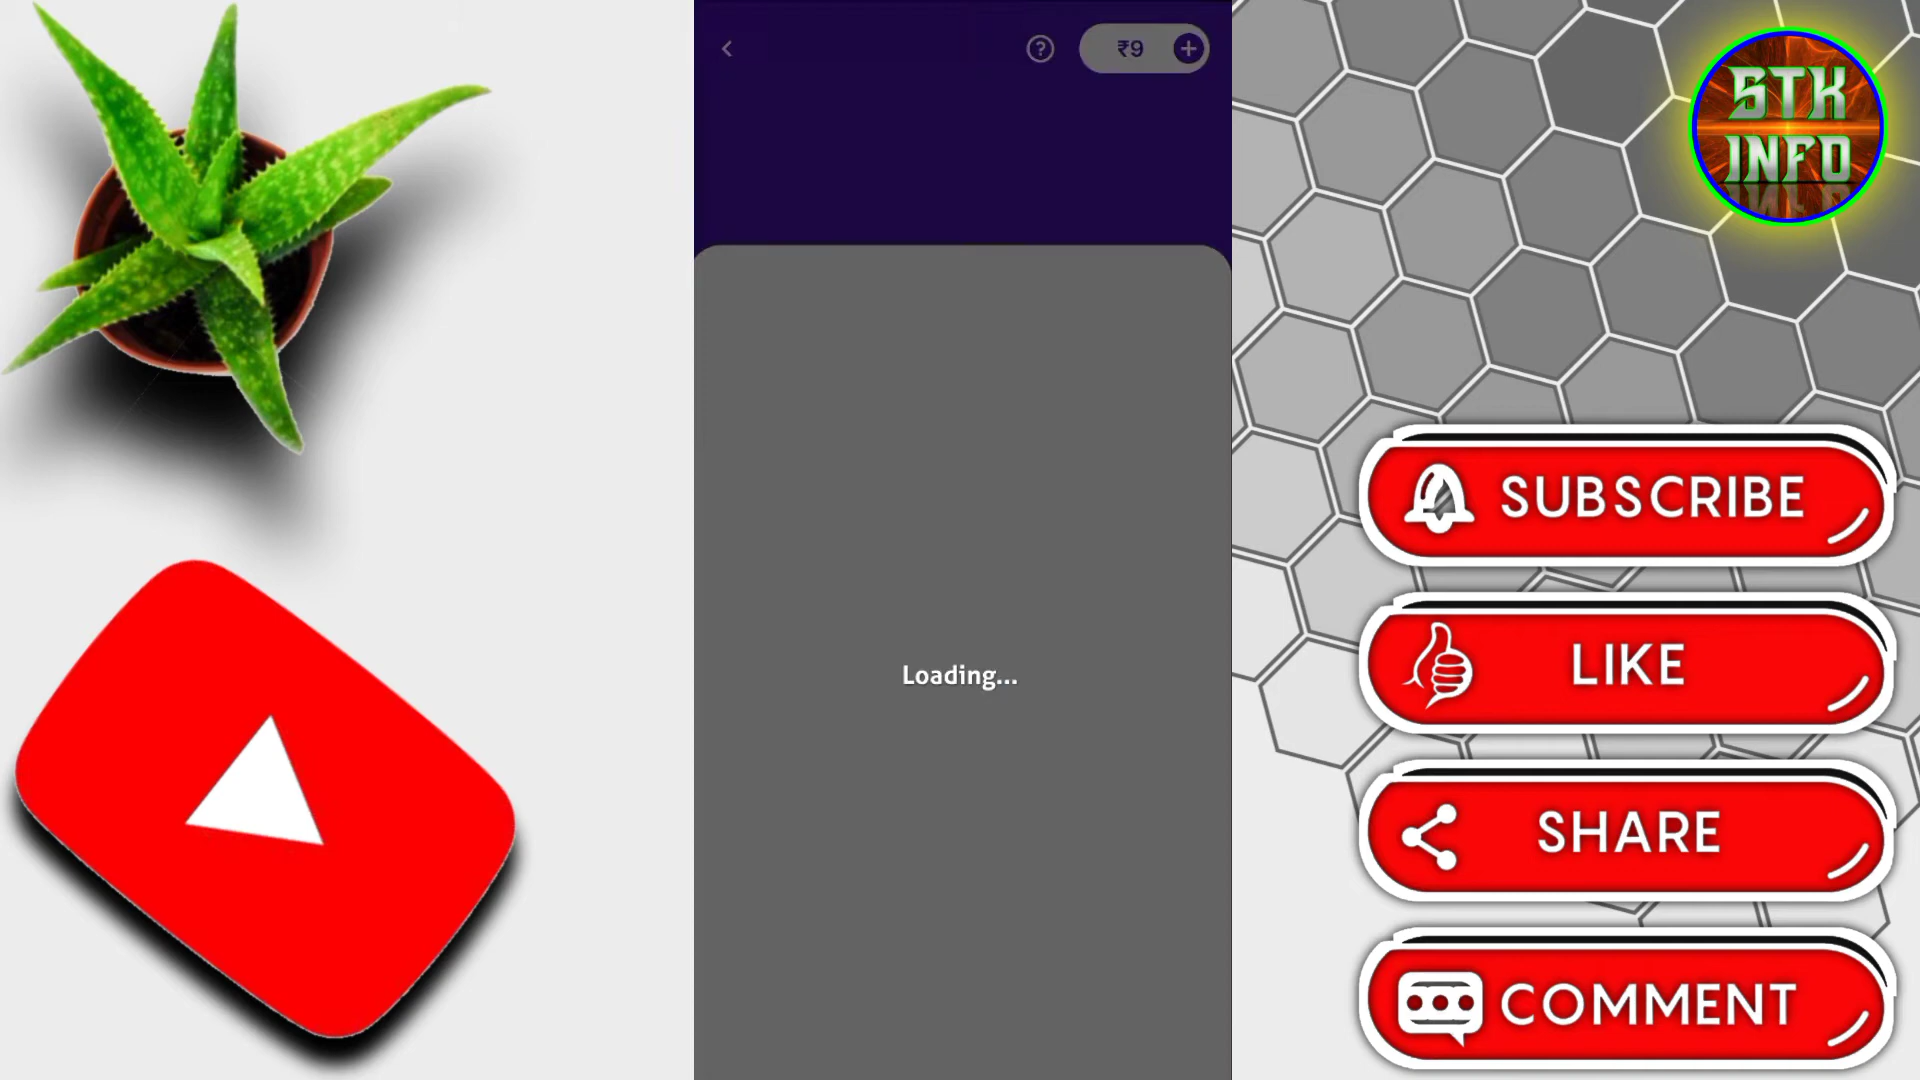 ₹9
STK
INFO
SUBSCRIBE
Loading...
LIKE
SHARE
COMMENT